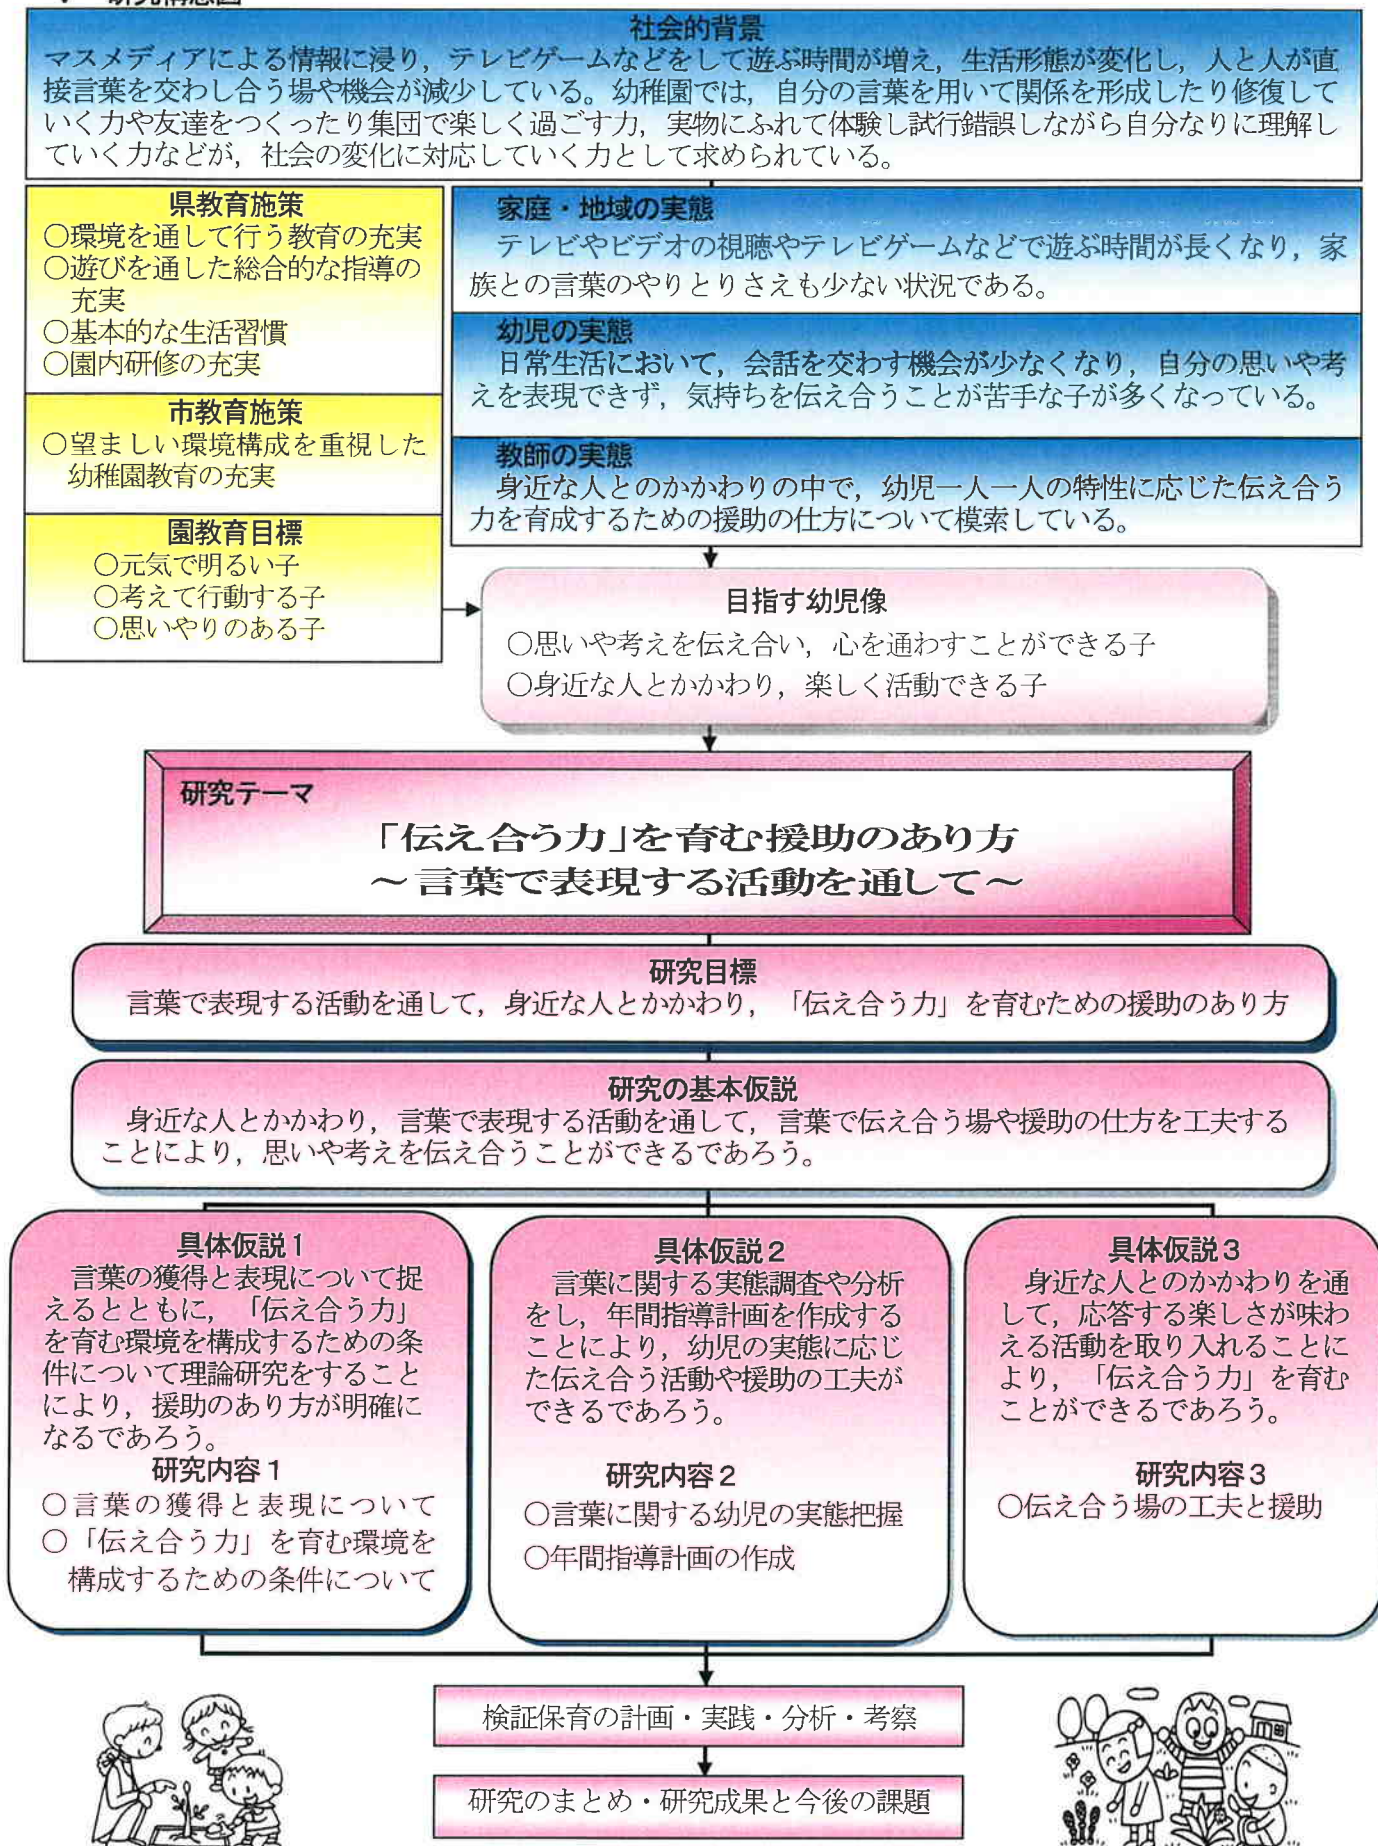 社会的背景
マスメディアによる情報に浸り，テレビゲームなどをして遊ぶ時間が増え，生活形態が変化し，人と人が直
接言葉を交わし合う場や機会が減少している。幼稚園では，自分の言葉を用いて関係を形成したり修復して
いく力や友達をつくったり集団で楽しく過ごす力，実物にふれて体験し試行錯誤しながら自分なりに理解し
ていく力などが，社会の変化に対応していく力として求められている。
県教育施策
○環境を通して行う教育の充実
○遊びを通した総合的な指導の
充実
○基本的な生活習慣
○園内研修の充実
市教育施策
○望ましい環境構成を重視した
幼稚園教育の充実
園教育目標
○元気で明るい子
○考えて行動する子
○思いやりのある子
家庭・地域の実態
テレビやビデオの視聴やテレビゲームなどで遊ぶ時間が長くなり，家
族との言葉のやりとりさえも少ない状況である。
幼児の実態
日常生活において，会話を交わす機会が少なくなり，自分の思いや考
えを表現できず，気持ちを伝え合うことが苦手な子が多くなっている。
教師の実態
身近な人とのかかわりの中で，幼児一人一人の特性に応じた伝え合う
力を育成するための援助の仕方について模索している。
目指す幼児像
○思いや考えを伝え合い，心を通わすことができる子
○身近な人とかかわり，楽しく活動できる子
研究テーマ
「伝え合う力」を育む援助のあり方
～言葉で表現する活動を通して～
研究目標
言葉で表現する活動を通して，身近な人とかかわり，「伝え合う力」を育むための援助のあり方
研究の基本仮説
身近な人とかかわり，言葉で表現する活動を通して，言葉で伝え合う場や援助の仕方を工夫する
ことにより，思いや考えを伝え合うことができるであろう。
具体仮説１
言葉の獲得と表現について捉
えるとともに，「伝え合う力」
を育む環境を構成するための条
件について理論研究をすること
により，援助のあり方が明確に
なるであろう。
研究内容１
○言葉の獲得と表現について
○「伝え合う力」を育む環境を
構成するための条件について
具体仮説２
言葉に関する実態調査や分析
をし，年間指導計画を作成する
ことにより，幼児の実態に応じ
た伝え合う活動や援助の工夫が
できるであろう。
研究内容２
○言葉に関する幼児の実態把握
○年間指導計画の作成
具体仮説３
身近な人とのかかわりを通
して，応答する楽しさが味わ
える活動を取り入れることに
より，「伝え合う力」を育む
ことができるであろう。
研究内容３
○伝え合う場の工夫と援助
検証保育の計画・実践・分析・考察
研究のまとめ・研究成果と今後の課題